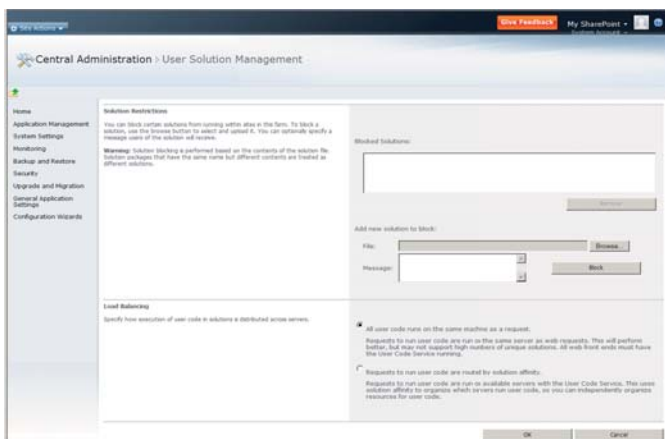 Site Actions
Give Feedback
My SharePoint
System Account
Central Administration › User Solution Management
Home
Application Management
System Settings
Monitoring
Backup and Restore
Security
Upgrade and Migration
General Application
Settings
Configuration Wizards
Solution Restrictions
You can block certain solutions from running within sites in the farm. To block a
solution, use the browse button to select and upload it. You can optionally specify a
message users of the solution will receive.
Warning: Solution blocking is performed based on the contents of the solution file.
Solution packages that have the same name but different contents are treated as
different solutions.
Blocked Solutions:
Remove
Add new solution to block:
File:
Browse...
Message:
Block
Load Balancing
Specify how execution of user code in solutions is distributed across servers.
All user code runs on the same machine as a request.
Requests to run user code are run on the same server as web requests. This will perform
better, but may not support high numbers of unique solutions. All web front ends must have
the User Code Service running.
Requests to run user code are routed by solution affinity.
Requests to run user code are run on available servers with the User Code Service. This uses
solution affinity to organize which servers run user code, so you can independently organize
resources for user code.
OK
Cancel